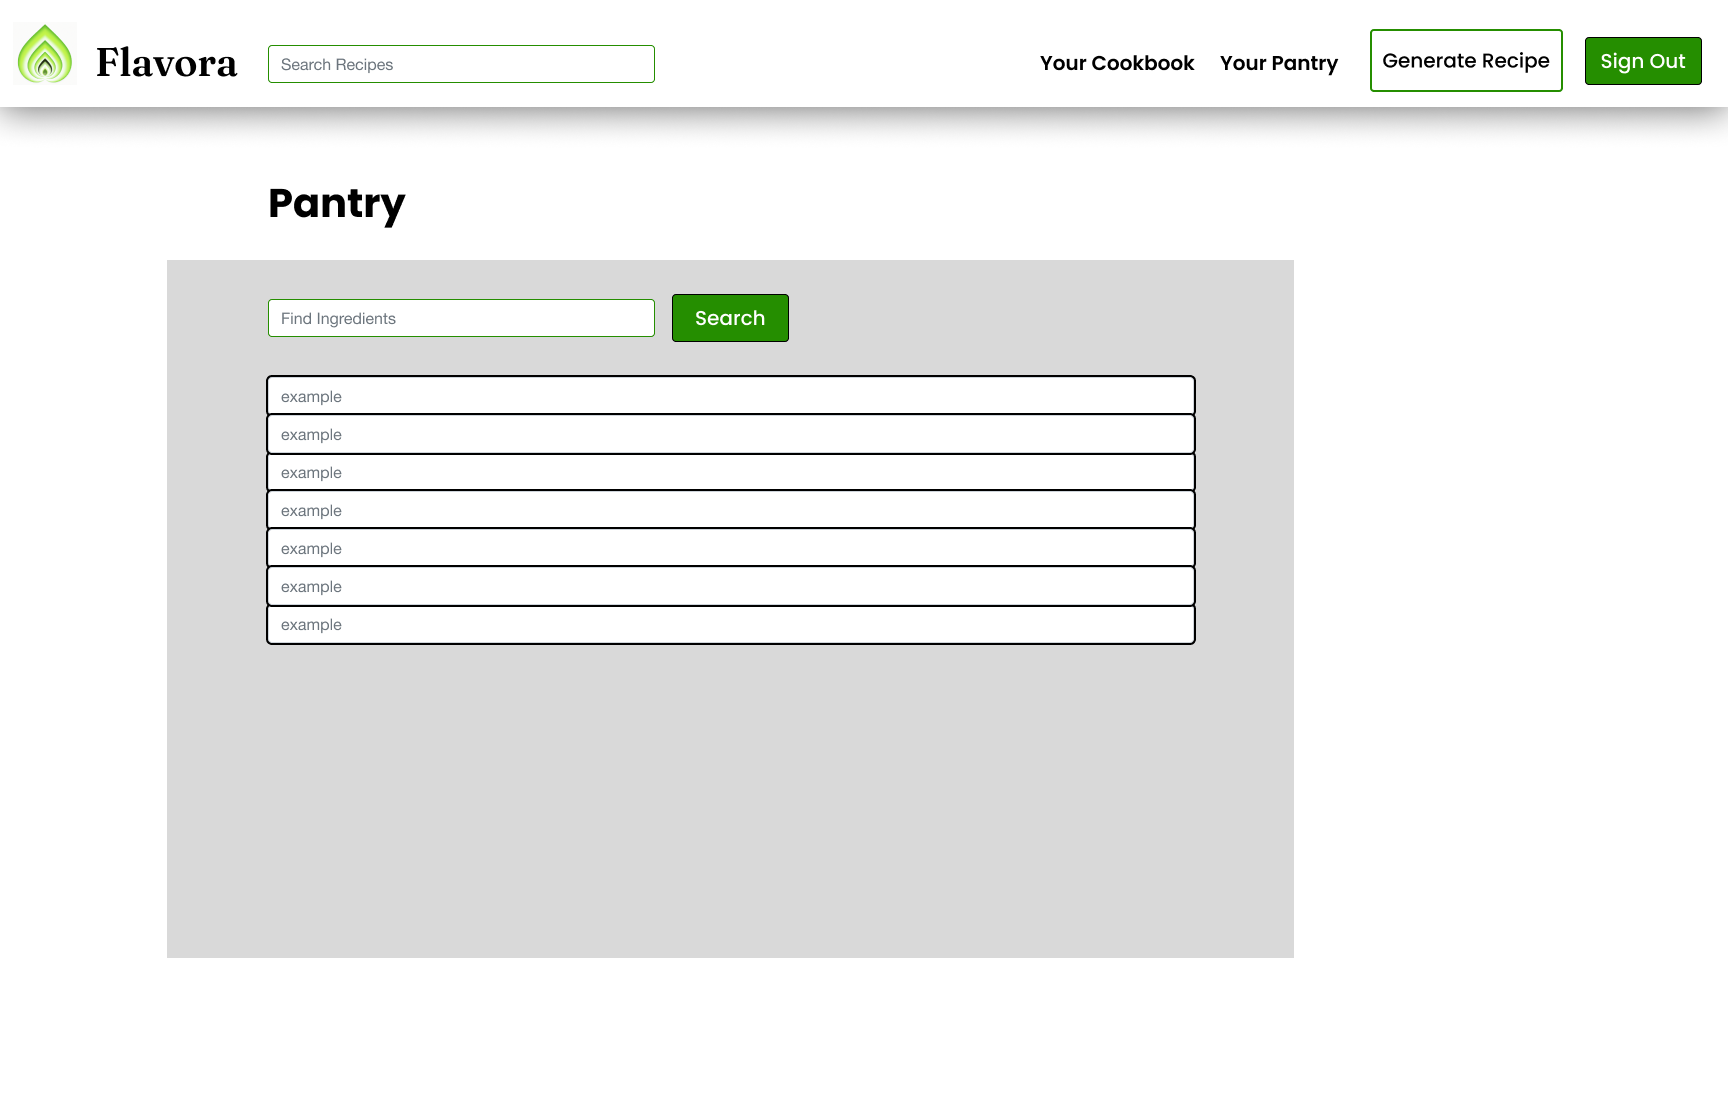 Flavora
Search Recipes
Your Cookbook
Your Pantry
Generate Recipe
Sign Out
Pantry
Find Ingredients
Search
example
example
example
example
example
example
example